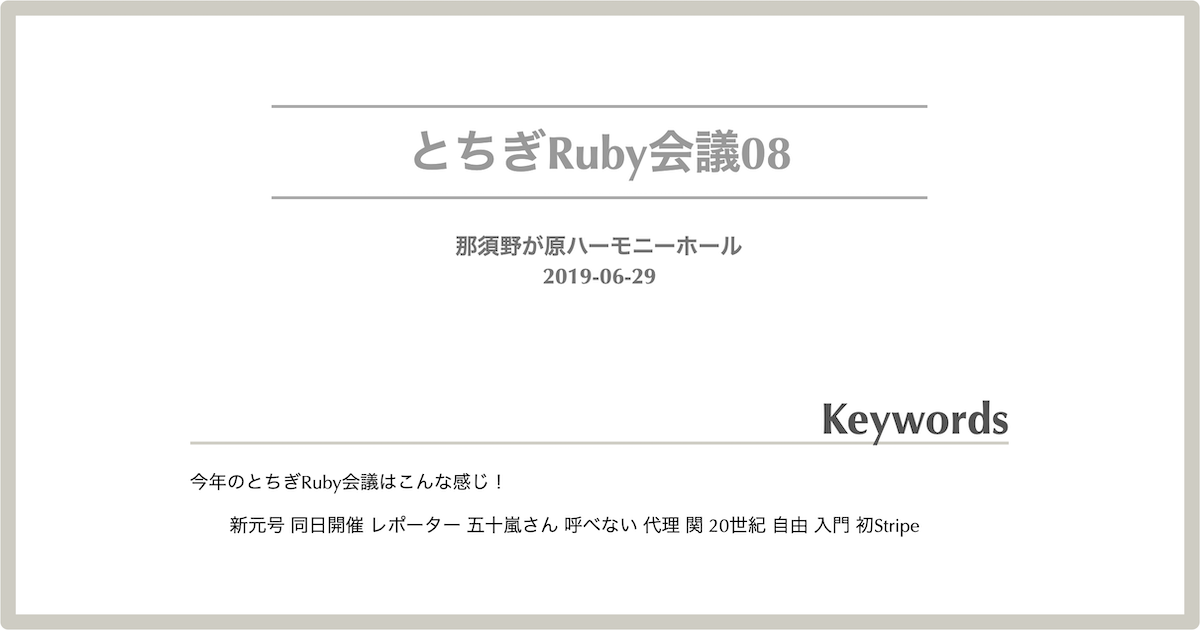 とちぎRuby会議08
那須野が原ハーモニーホール
2019-06-29
Keywords
今年のとちぎRuby会議はこんな感じ！
新元号 同日開催 レポーター 五十嵐さん 呼べない 代理 関 20世紀 自由 入門 初Stripe